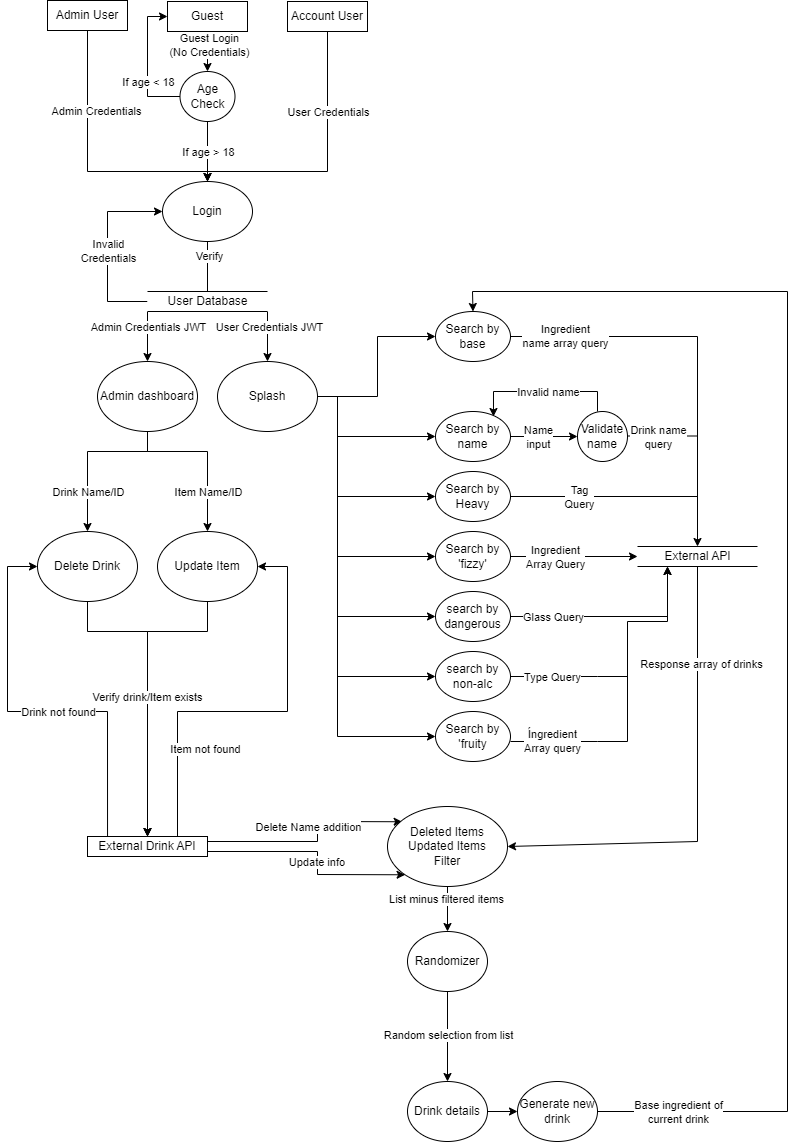 Admin User
Guest
Account User
Guest Login
(No Credentials)
If age < 18
Age
Check
Admin Credentials
User Credentials
If age > 18
Login
Invalid
Credentials
Verify
User Database
Admin Credentials JWT
User Credentials JWT
Admin dashboard
Splash
Search by
base
Ingredient
name array query
Invalid name
Search by
name
Name
input
Validate
name
Drink name
query
Drink Name/ID
Item Name/ID
Search by
Heavy
Tag
Query
Delete Drink
Update Item
Search by
'fizzy'
Ingredient
Array Query
External API
search by
dangerous
Glass Query
Response array of drinks
search by
non-alc
Type Query
Verify drink/Item exists
Drink not found
Item not found
Search by
'fruity
Íngredient
Array query
External Drink API
Delete Name addition
Update info
Deleted Items
Updated Items
Filter
List minus filtered items
Randomizer
Random selection from list
Drink details
Generate new
drink
Base ingredient of
current drink